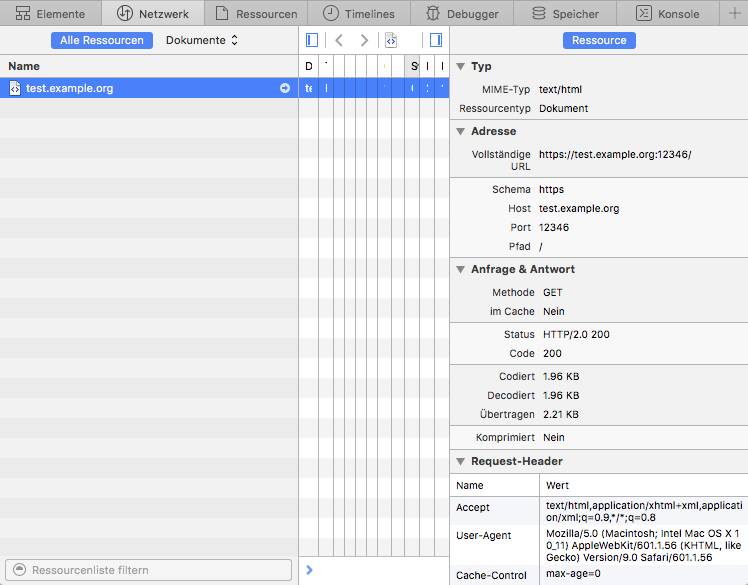 Elemente
Netzwerk
Ressourcen
Timelines
Debugger
Speicher
Konsole
Alle Ressourcen
Dokumente
Ressource
Name
test.example.org
Typ
MIME-Typ text/html
Ressourcentyp Dokument
Adresse
Vollständige https://test.example.org:12346/
URL
Schema https
Host test.example.org
Port 12346
Pfad /
Anfrage & Antwort
Methode GET
im Cache Nein
Status HTTP/2.0 200
Code 200
Codiert 1.96 KB
Decodiert 1.96 KB
Übertragen 2.21 KB
Komprimiert Nein
Request-Header
Name Wert
Accept text/html,application/xhtml+xml,applicat
ion/xml;q=0.9,*/*;q=0.8
User-Agent Mozilla/5.0 (Macintosh; Intel Mac OS X 1
0_11) AppleWebKit/601.1.56 (KHTML, like
Gecko) Version/9.0 Safari/601.1.56
Cache-Control max-age=0
Ressourcenliste filtern